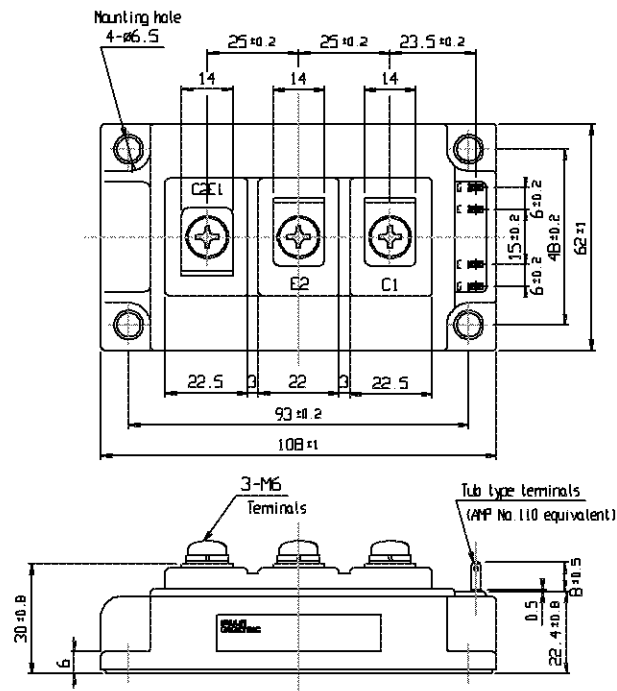 Mounting hole
4-ø6.5
25±0.2
25±0.2
23.5±0.2
14
14
14
C2E1
E2
C1
G
E
E
G
6±0.2
15±0.2
6±0.2
48±0.2
62±1
22.5
3
22
3
22.5
93±0.2
108±1
3-M6
Terminals
Tub type terminals
(AMP No.110 equivalent)
30±0.8
6
0.5
8±0.5
22.4±0.8